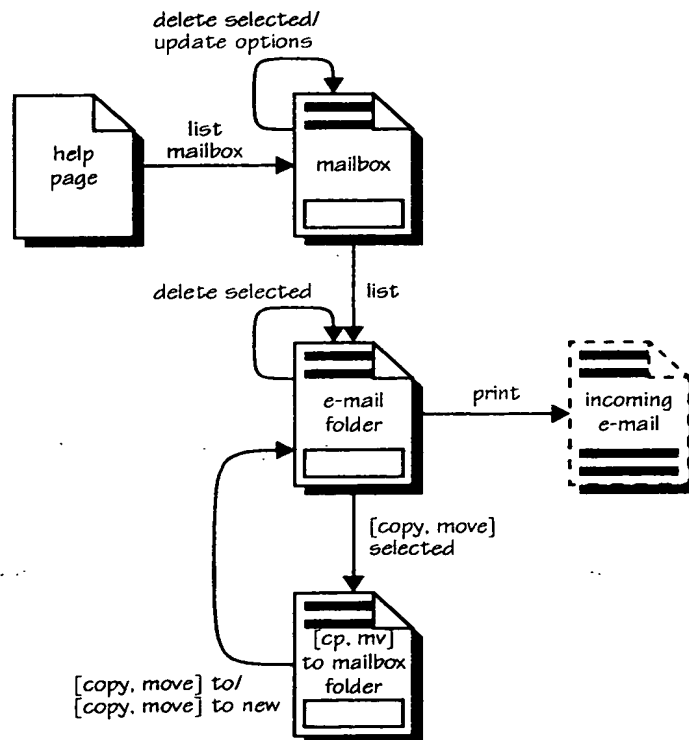 delete selected/
update options
help
page
list
mailbox
mailbox
delete selected
list
e-mail
folder
print
incoming
e-mail
[copy, move]
selected
[cp, mv]
to mailbox
folder
[copy, move] to/
[copy, move] to new